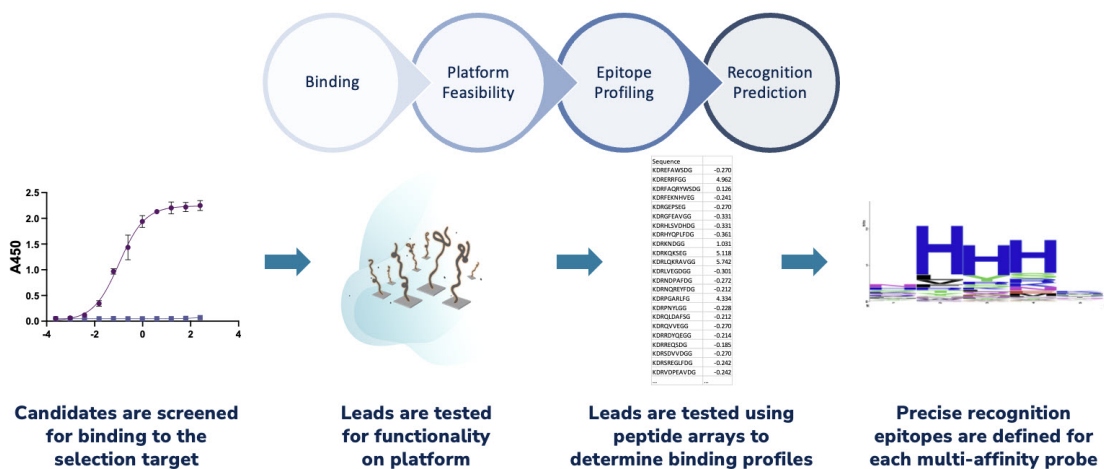 Binding
Platform
Feasibility
Epitope
Profiling
Recognition
Prediction
A450
2.5
2.0
1.5
1.0
0.5
0.0
-4
-2
0
2
4
Sequence
KDREFAWSDG -0.270
KDRERRFGG 4.962
KDRFAQRYWSDG 0.126
KDRFEKNHVEG -0.241
KDRGEPSEG -0.270
KDRGFEAVGG -0.331
KDRHLSVDHDG -0.331
KDRHYQPLFDG -0.361
KDRKNDGG 1.031
KDRKQKSEG 5.118
KDRLQKRAVGG 5.742
KDRLVEGDGG -0.301
KDRNDPAFDG -0.272
KDRNQREYFDG -0.212
KDRPGARLFG 4.334
KDRPNYLGG -0.228
KDRQLDAFSG -0.212
KDRQVVEGG -0.270
KDRRDYQEGG -0.214
KDRREQSDG -0.185
KDRSDVVDGG -0.270
KDRSREGLFDG -0.242
KDRVDPEAVDG -0.242
... ...
H H H
Candidates are screened
for binding to the
selection target
Leads are tested
for functionality
on platform
Leads are tested using
peptide arrays to
determine binding profiles
Precise recognition
epitopes are defined for
each multi-affinity probe